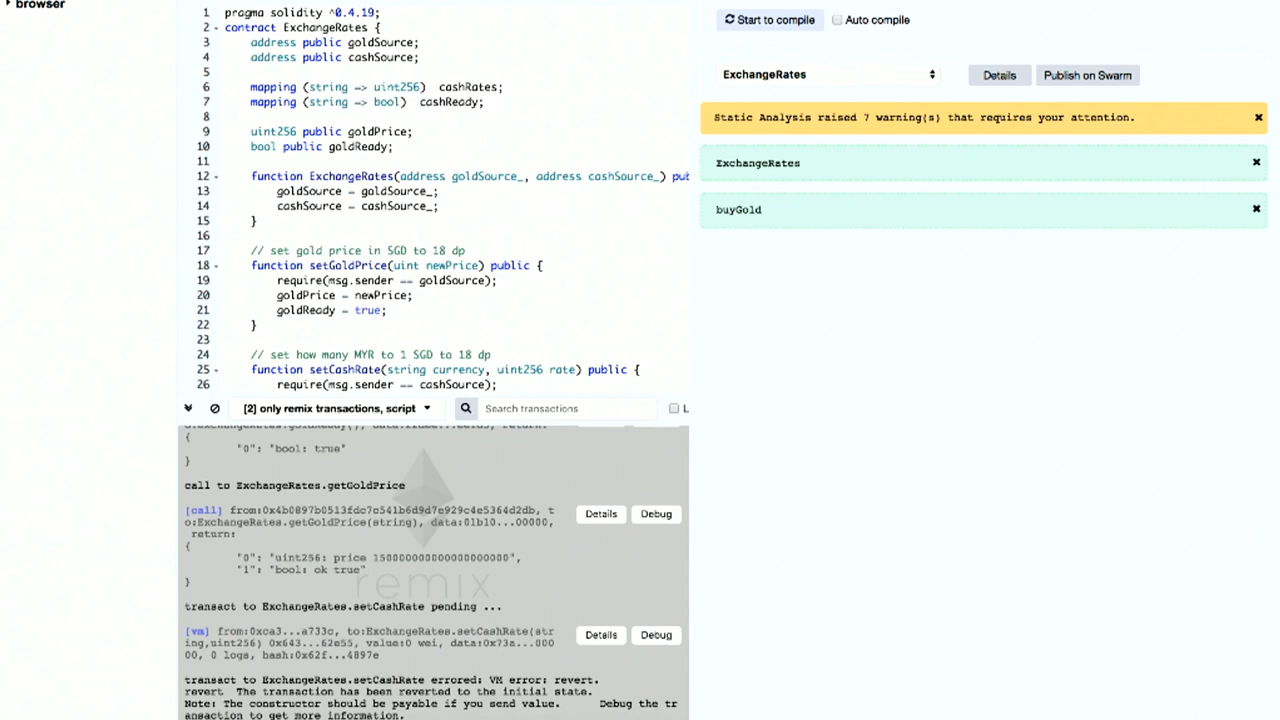 browser
1 pragma solidity ^0.4.19;
2 contract ExchangeRates {
3 address public goldSource;
4 address public cashSource;
5
6 mapping (string => uint256) cashRates;
7 mapping (string => bool) cashReady;
8
9 uint256 public goldPrice;
10 bool public goldReady;
11
12 function ExchangeRates(address goldSource_, address cashSource_) pub
13 goldSource = goldSource_;
14 cashSource = cashSource_;
15 }
16
17 // set gold price in SGD to 18 dp
18 function setGoldPrice(uint newPrice) public {
19 require(msg.sender == goldSource);
20 goldPrice = newPrice;
21 goldReady = true;
22 }
23
24 // set how many MYR to 1 SGD to 18 dp
25 function setCashRate(string currency, uint256 rate) public {
26 require(msg.sender == cashSource);
[2] only remix transactions, script
Search transactions
L
{
"0": "bool: true"
}
call to ExchangeRates.getGoldPrice
[call] from:0x4b0897b0513fdc7c541b6d9d7e929c4e5364d2db, t
o:ExchangeRates.getGoldPrice(string), data:01b10...00000,
return:
Details
Debug
{
"0": "uint256: price 150000000000000000000",
"1": "bool: ok true"
}
remix
transact to ExchangeRates.setCashRate pending ...
[vm] from:0xca3...a733c, to:ExchangeRates.setCashRate(str
ing,uint256) 0x643...62e55, value:0 wei, data:0x73a...000
00, 0 logs, hash:0x62f...4897e
Details
Debug
transact to ExchangeRates.setCashRate errored: VM error: revert.
revert The transaction has been reverted to the initial state.
Note: The constructor should be payable if you send value. Debug the tr
ansaction to get more information.
Start to compile
Auto compile
ExchangeRates
Details
Publish on Swarm
Static Analysis raised 7 warning(s) that requires your attention.
ExchangeRates
buyGold